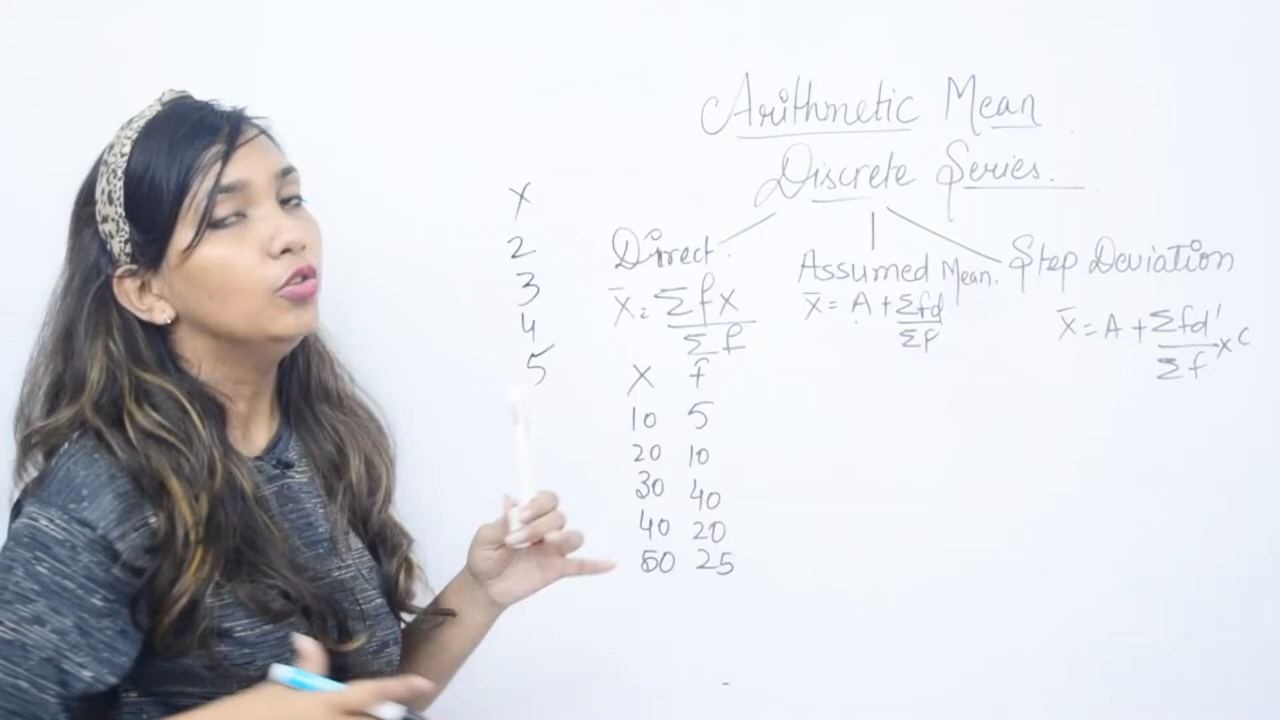 Arithmetic Mean
Discrete Series.
X
2
3
4
5
Direct.
X̄ = ΣfX / Σf
X f
10 5
20 10
30 40
40 20
50 25
Assumed Mean.
X̄ = A + Σfd / Σf
Step Deviation
X̄ = A + Σfd' / Σf × C